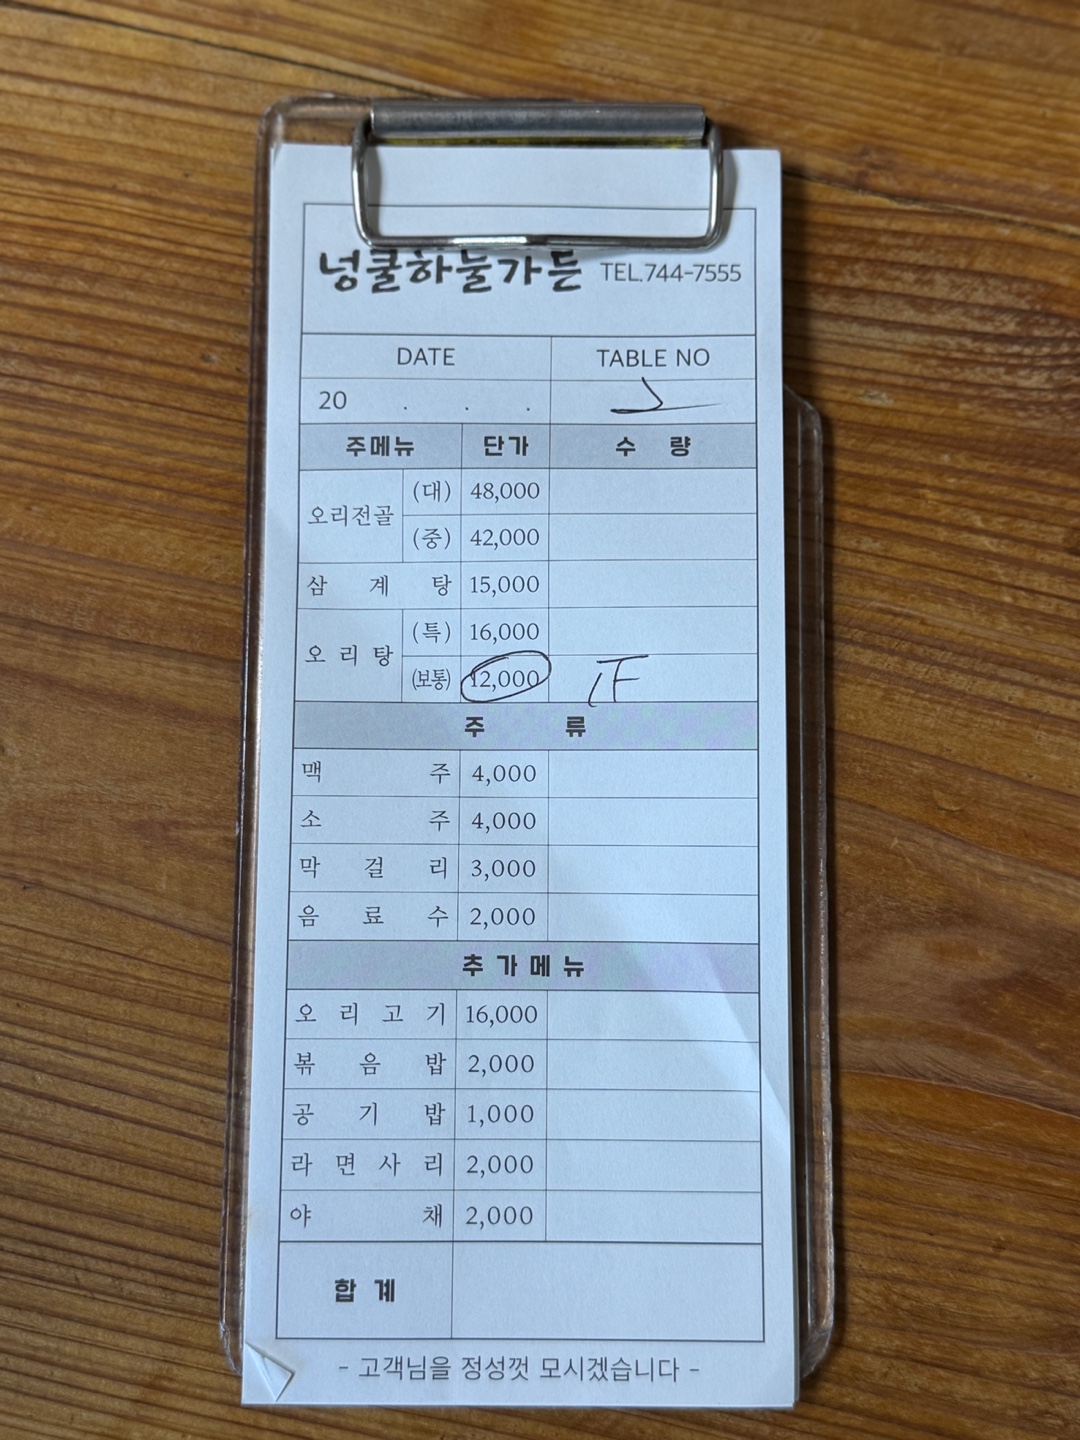 넝쿨하눌가든 TEL.744-7555
DATE TABLE NO
20 . . .
주메뉴 단가 수 량
오리전골 (대) 48,000
(중) 42,000
삼 계 탕 15,000
오 리 탕 (특) 16,000
(보통) 12,000 正
주 류
맥 주 4,000
소 주 4,000
막 걸 리 3,000
음 료 수 2,000
추가메뉴
오 리 고 기 16,000
볶 음 밥 2,000
공 기 밥 1,000
라 면 사 리 2,000
야 채 2,000
합 계
- 고객님을 정성껏 모시겠습니다 -